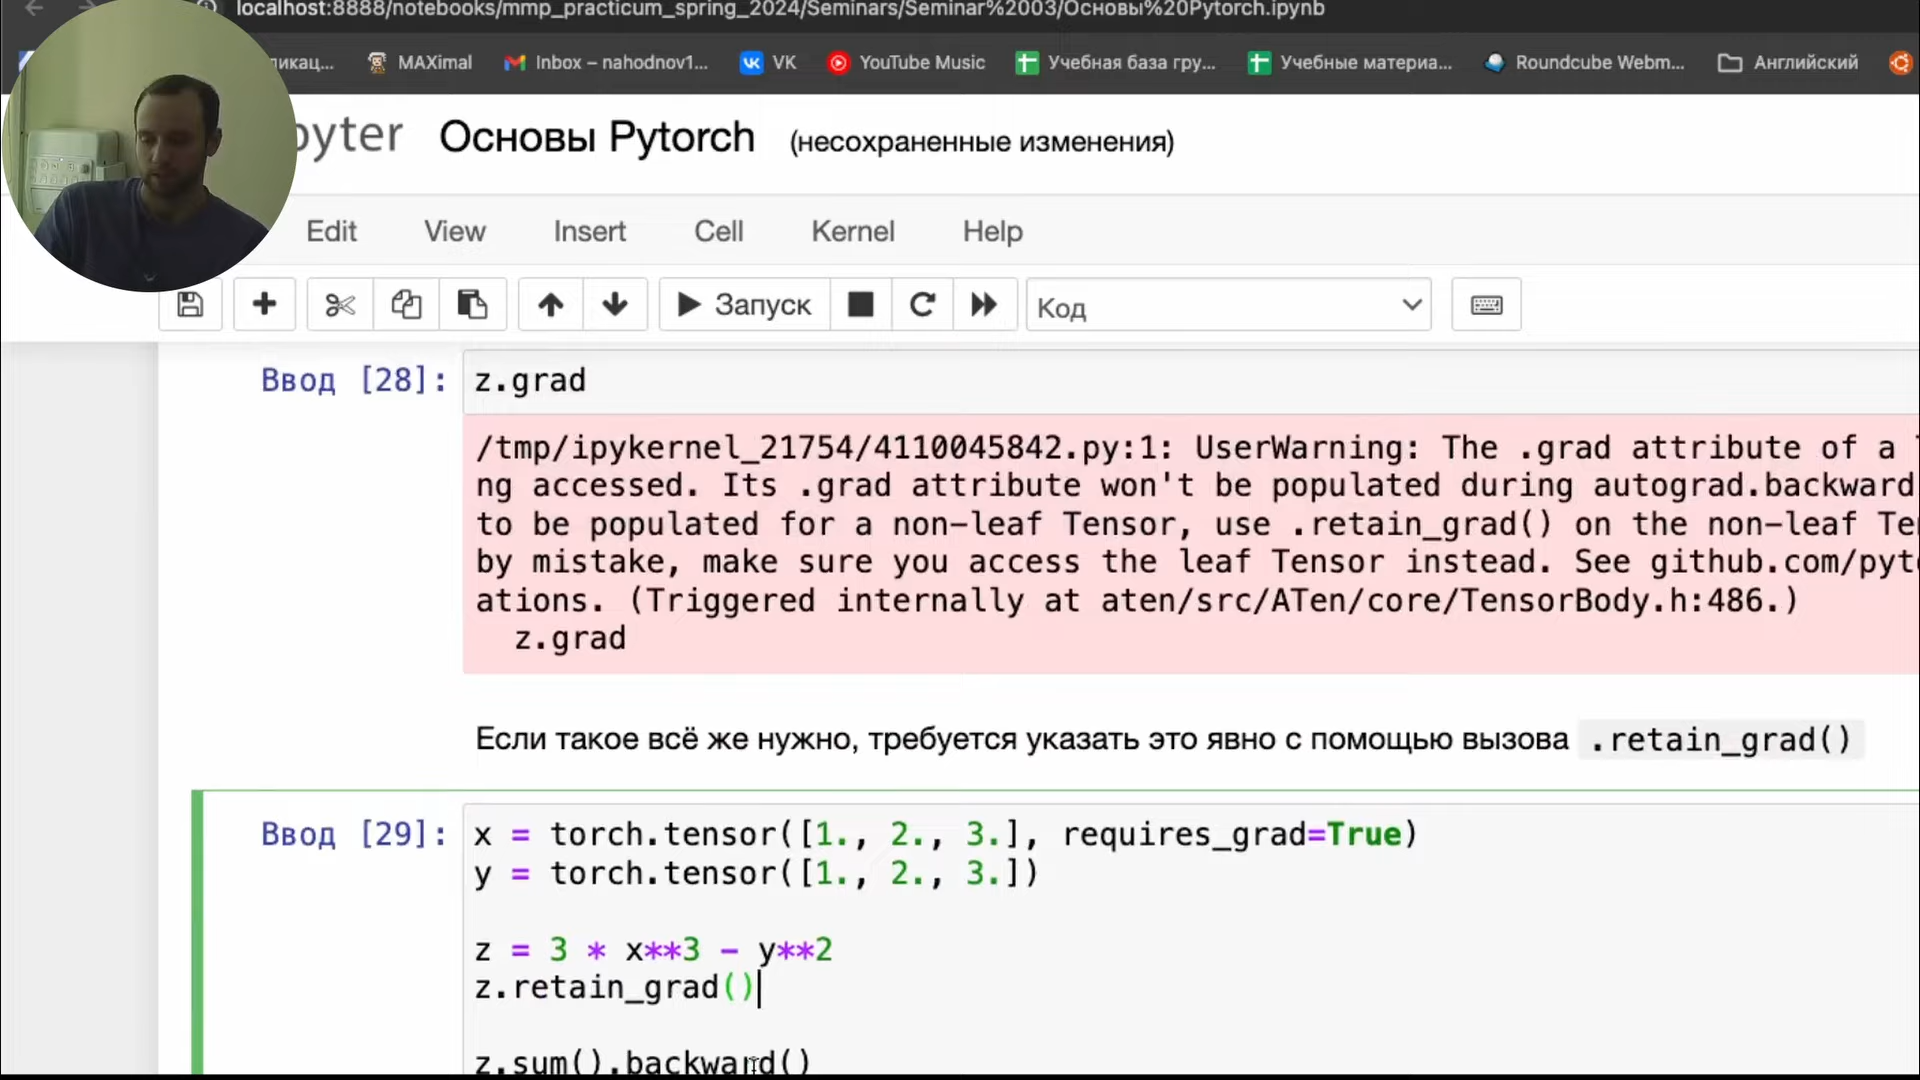 localhost:8888/notebooks/mmp_practicum_spring_2024/Seminars/Seminar%2003/Основы%20Pytorch.ipynb
ликац... MAXimal Inbox – nahodnov1... VK YouTube Music Учебная база гру... Учебные материа... Roundcube Webm... Английский
pyter Основы Pytorch (несохраненные изменения)
Edit View Insert Cell Kernel Help
Запуск Код
Ввод [28]: z.grad
/tmp/ipykernel_21754/4110045842.py:1: UserWarning: The .grad attribute of a
ng accessed. Its .grad attribute won't be populated during autograd.backward
to be populated for a non-leaf Tensor, use .retain_grad() on the non-leaf Te
by mistake, make sure you access the leaf Tensor instead. See github.com/pyto
ations. (Triggered internally at aten/src/ATen/core/TensorBody.h:486.)
z.grad
Если такое всё же нужно, требуется указать это явно с помощью вызова .retain_grad()
Ввод [29]: x = torch.tensor([1., 2., 3.], requires_grad=True)
y = torch.tensor([1., 2., 3.])
z = 3 * x**3 - y**2
z.retain_grad()
z.sum().backward()